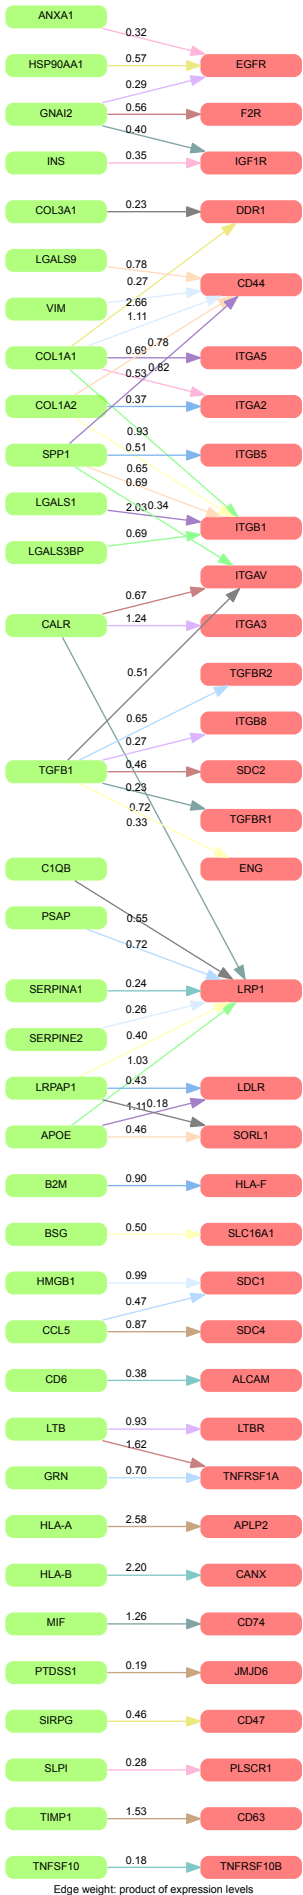 ANXA1
0.32
HSP90AA1
0.57
EGFR
0.29
GNAI2
0.56
F2R
0.40
INS
0.35
IGF1R
COL3A1
0.23
DDR1
LGALS9
0.78
0.27
CD44
VIM
2.66
1.11
0.78
COL1A1
0.69
ITGA5
0.82
0.53
COL1A2
0.37
ITGA2
0.93
SPP1
0.51
ITGB5
0.65
0.69
LGALS1
2.03
0.34
ITGB1
LGALS3BP
0.69
ITGAV
0.67
CALR
1.24
ITGA3
0.51
TGFBR2
0.65
ITGB8
0.27
TGFB1
0.46
SDC2
0.23
0.72
TGFBR1
0.33
C1QB
ENG
PSAP
0.55
0.72
SERPINA1
0.24
LRP1
0.26
SERPINE2
0.40
1.03
LRPAP1
0.43
LDLR
1.11
0.18
APOE
0.46
SORL1
B2M
0.90
HLA-F
BSG
0.50
SLC16A1
HMGB1
0.99
SDC1
0.47
CCL5
0.87
SDC4
CD6
0.38
ALCAM
LTB
0.93
LTBR
1.62
GRN
0.70
TNFRSF1A
HLA-A
2.58
APLP2
HLA-B
2.20
CANX
MIF
1.26
CD74
PTDSS1
0.19
JMJD6
SIRPG
0.46
CD47
SLPI
0.28
PLSCR1
TIMP1
1.53
CD63
TNFSF10
0.18
TNFRSF10B
Edge weight: product of expression levels